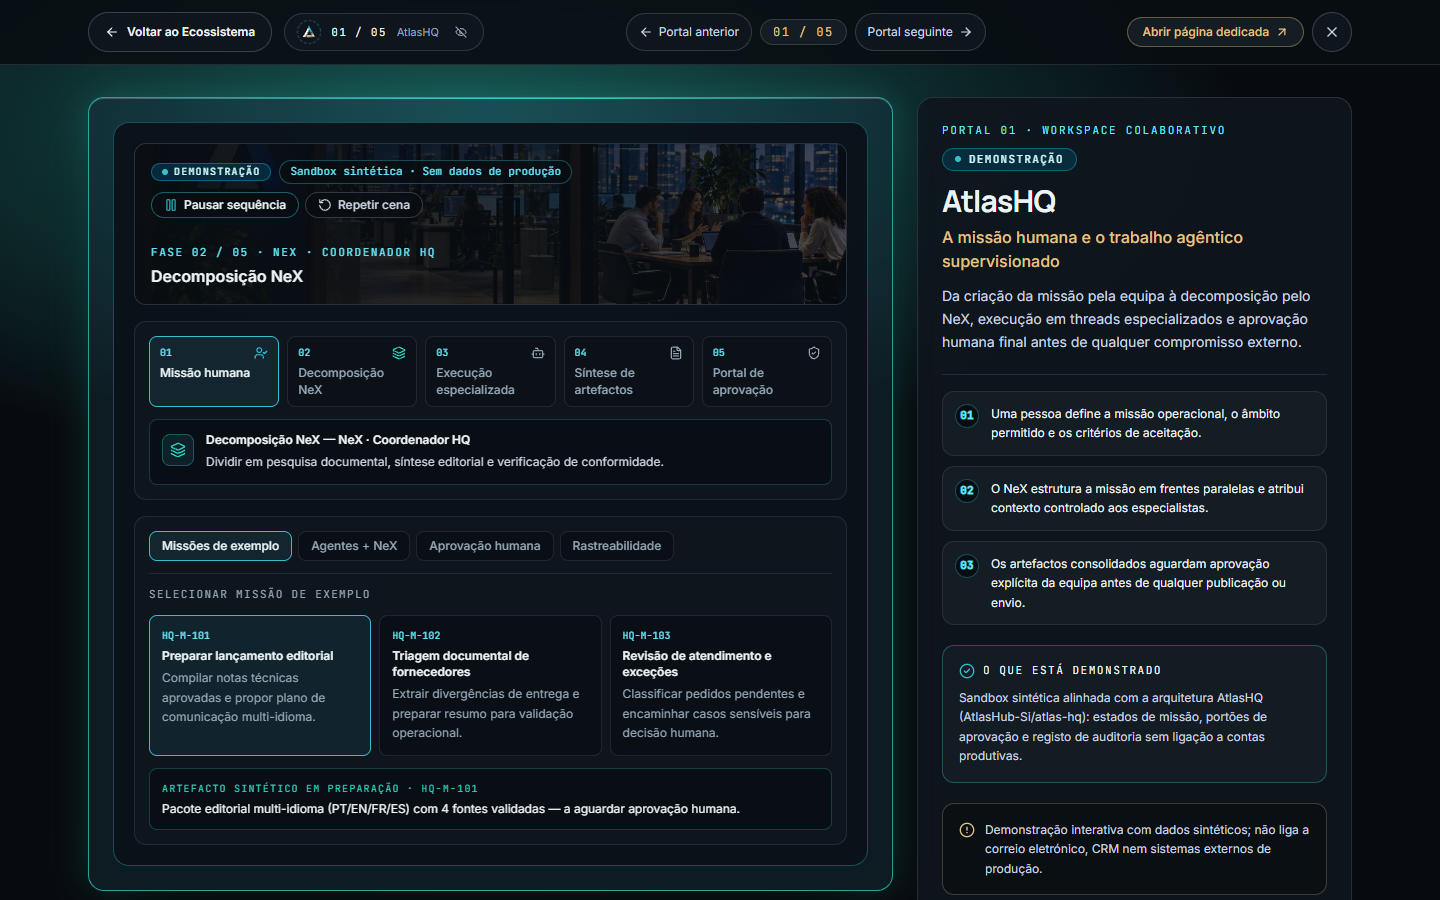 Voltar ao Ecossistema
01 / 05 AtlasHQ
Portal anterior
01 / 05
Portal seguinte
Abrir página dedicada
DEMONSTRAÇÃO
Sandbox sintética · Sem dados de produção
Pausar sequência
Repetir cena
FASE 02 / 05 · NEX · COORDENADOR HQ
Decomposição NeX
01
Missão humana
02
Decomposição
NeX
03
Execução
especializada
04
Síntese de
artefactos
05
Portal de
aprovação
Decomposição NeX — NeX · Coordenador HQ
Dividir em pesquisa documental, síntese editorial e verificação de conformidade.
Missões de exemplo
Agentes + NeX
Aprovação humana
Rastreabilidade
SELECIONAR MISSÃO DE EXEMPLO
HQ-M-101
Preparar lançamento editorial
Compilar notas técnicas
aprovadas e propor plano de
comunicação multi-idioma.
HQ-M-102
Triagem documental de
fornecedores
Extrair divergências de entrega e
preparar resumo para validação
operacional.
HQ-M-103
Revisão de atendimento e
exceções
Classificar pedidos pendentes e
encaminhar casos sensíveis para
decisão humana.
ARTEFACTO SINTÉTICO EM PREPARAÇÃO · HQ-M-101
Pacote editorial multi-idioma (PT/EN/FR/ES) com 4 fontes validadas — a aguardar aprovação humana.
PORTAL 01 · WORKSPACE COLABORATIVO
DEMONSTRAÇÃO
AtlasHQ
A missão humana e o trabalho agêntico
supervisionado
Da criação da missão pela equipa à decomposição pelo
NeX, execução em threads especializados e aprovação
humana final antes de qualquer compromisso externo.
01
Uma pessoa define a missão operacional, o âmbito
permitido e os critérios de aceitação.
02
O NeX estrutura a missão em frentes paralelas e atribui
contexto controlado aos especialistas.
03
Os artefactos consolidados aguardam aprovação
explícita da equipa antes de qualquer publicação ou
envio.
O QUE ESTÁ DEMONSTRADO
Sandbox sintética alinhada com a arquitetura AtlasHQ
(AtlasHub-Si/atlas-hq): estados de missão, portões de
aprovação e registo de auditoria sem ligação a contas
produtivas.
Demonstração interativa com dados sintéticos; não liga a
correio eletrónico, CRM nem sistemas externos de
produção.